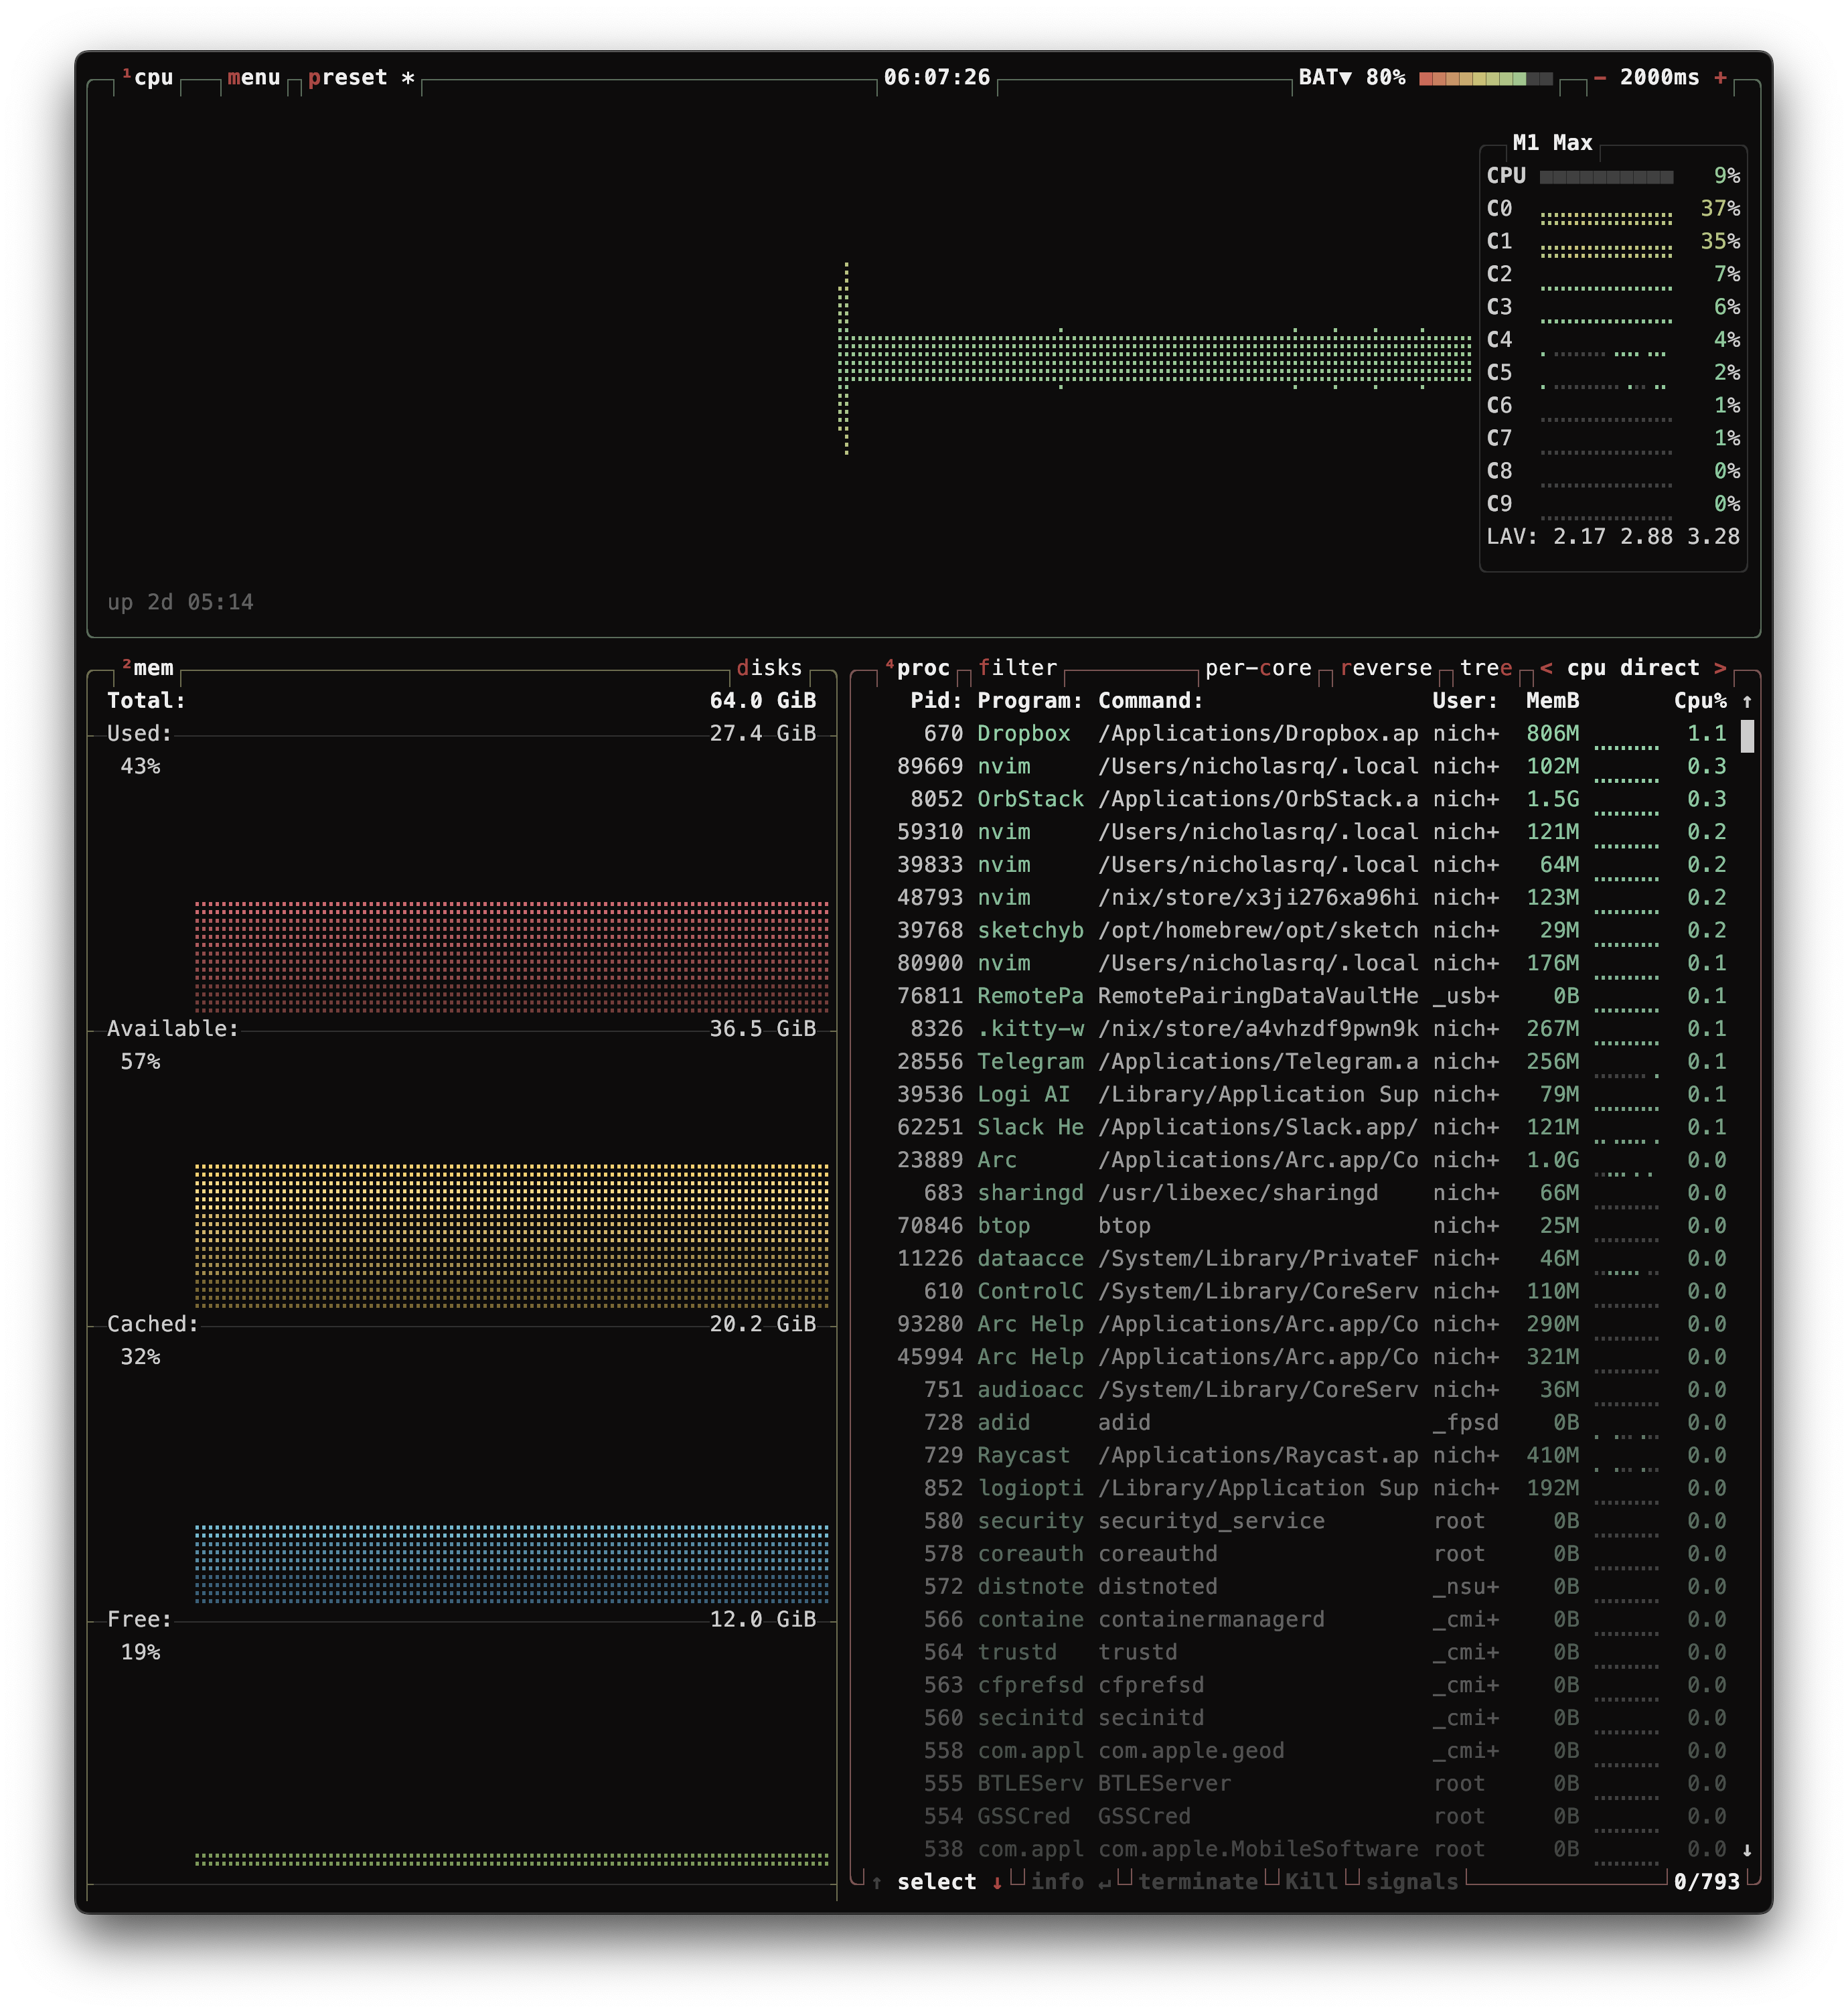 ¹cpu menu preset * 06:07:26 BAT▼ 80% - 2000ms +
M1 Max
CPU 9%
C0 37%
C1 35%
C2 7%
C3 6%
C4 4%
C5 2%
C6 1%
C7 1%
C8 0%
C9 0%
LAV: 2.17 2.88 3.28
up 2d 05:14
²mem disks
Total: 64.0 GiB
Used: 27.4 GiB
43%
Available: 36.5 GiB
57%
Cached: 20.2 GiB
32%
Free: 12.0 GiB
19%
⁴proc filter per-core reverse tree < cpu direct >
Pid: Program: Command: User: MemB Cpu% ↑
670 Dropbox /Applications/Dropbox.ap nich+ 806M 1.1
89669 nvim /Users/nicholasrq/.local nich+ 102M 0.3
8052 OrbStack /Applications/OrbStack.a nich+ 1.5G 0.3
59310 nvim /Users/nicholasrq/.local nich+ 121M 0.2
39833 nvim /Users/nicholasrq/.local nich+ 64M 0.2
48793 nvim /nix/store/x3ji276xa96hi nich+ 123M 0.2
39768 sketchyb /opt/homebrew/opt/sketch nich+ 29M 0.2
80900 nvim /Users/nicholasrq/.local nich+ 176M 0.1
76811 RemotePa RemotePairingDataVaultHe _usb+ 0B 0.1
8326 .kitty-w /nix/store/a4vhzdf9pwn9k nich+ 267M 0.1
28556 Telegram /Applications/Telegram.a nich+ 256M 0.1
39536 Logi AI /Library/Application Sup nich+ 79M 0.1
62251 Slack He /Applications/Slack.app/ nich+ 121M 0.1
23889 Arc /Applications/Arc.app/Co nich+ 1.0G 0.0
683 sharingd /usr/libexec/sharingd nich+ 66M 0.0
70846 btop btop nich+ 25M 0.0
11226 dataacce /System/Library/PrivateF nich+ 46M 0.0
610 ControlC /System/Library/CoreServ nich+ 110M 0.0
93280 Arc Help /Applications/Arc.app/Co nich+ 290M 0.0
45994 Arc Help /Applications/Arc.app/Co nich+ 321M 0.0
751 audioacc /System/Library/CoreServ nich+ 36M 0.0
728 adid adid _fpsd 0B 0.0
729 Raycast /Applications/Raycast.ap nich+ 410M 0.0
852 logiopti /Library/Application Sup nich+ 192M 0.0
580 security securityd_service root 0B 0.0
578 coreauth coreauthd root 0B 0.0
572 distnote distnoted _nsu+ 0B 0.0
566 containe containermanagerd _cmi+ 0B 0.0
564 trustd trustd _cmi+ 0B 0.0
563 cfprefsd cfprefsd _cmi+ 0B 0.0
560 secinitd secinitd _cmi+ 0B 0.0
558 com.appl com.apple.geod _cmi+ 0B 0.0
555 BTLEServ BTLEServer root 0B 0.0
554 GSSCred GSSCred root 0B 0.0
538 com.appl com.apple.MobileSoftware root 0B 0.0 ↓
↑ select ↓ info ↵ terminate Kill signals 0/793